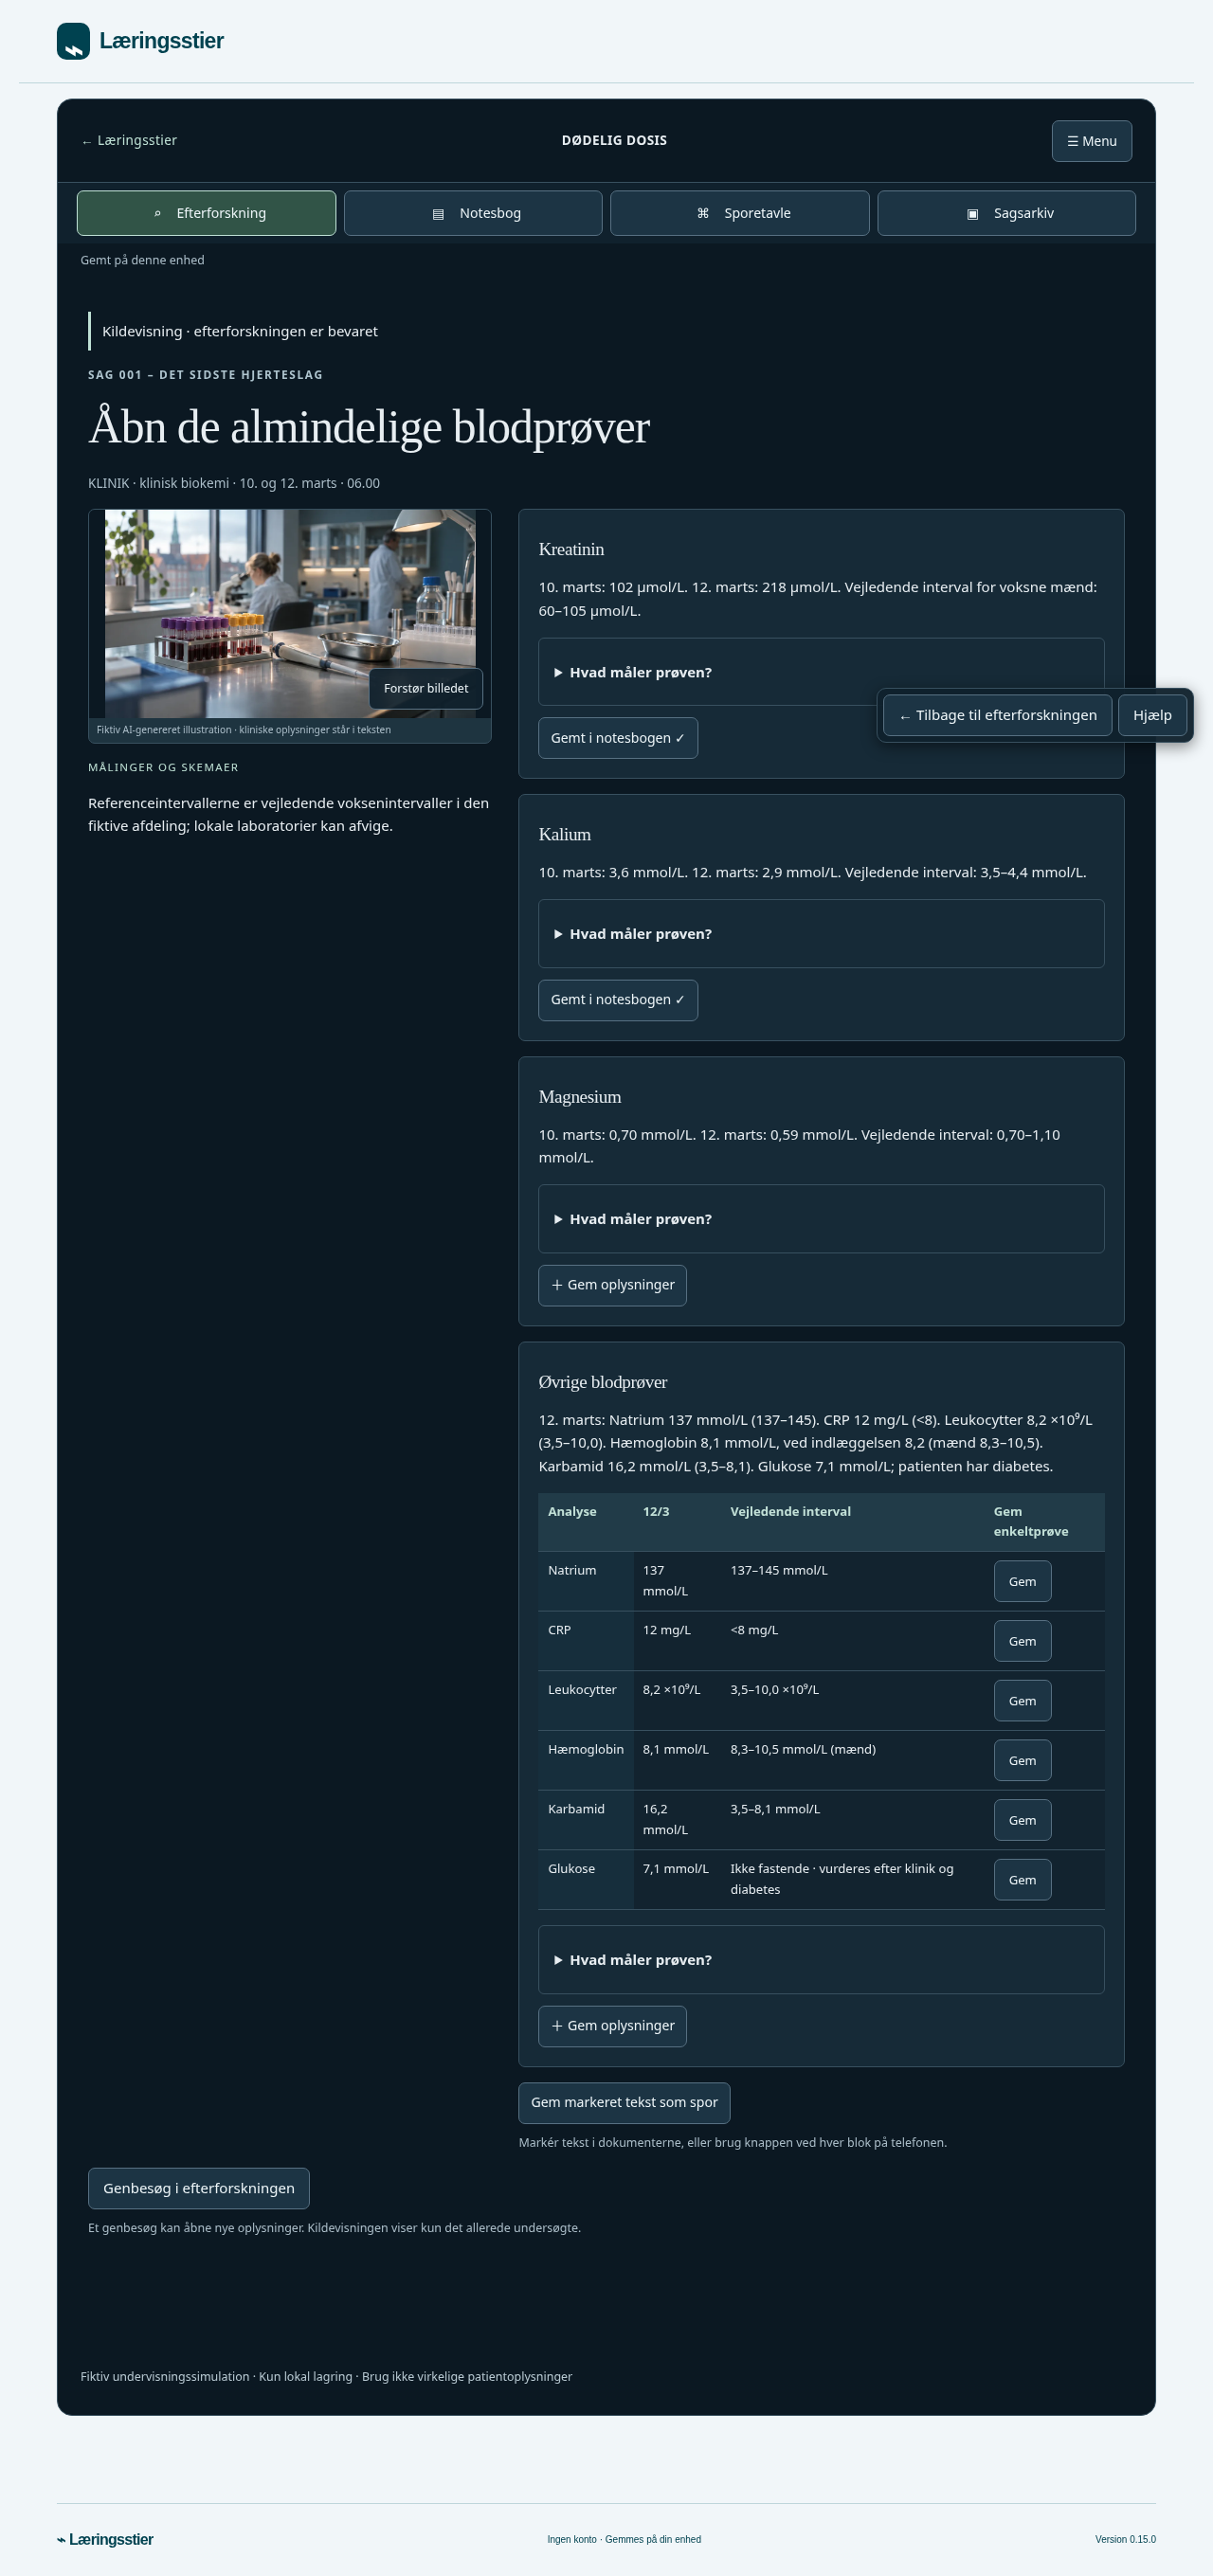 Læringsstier
← Læringsstier
DØDELIG DOSIS
☰ Menu
⌕ Efterforskning
▤ Notesbog
⌘ Sporetavle
▣ Sagsarkiv
Gemt på denne enhed
Kildevisning · efterforskningen er bevaret
SAG 001 – DET SIDSTE HJERTESLAG
Åbn de almindelige blodprøver
KLINIK · klinisk biokemi · 10. og 12. marts · 06.00
Forstør billedet
Fiktiv AI-genereret illustration · kliniske oplysninger står i teksten
MÅLINGER OG SKEMAER
Referenceintervallerne er vejledende voksenintervaller i den
fiktive afdeling; lokale laboratorier kan afvige.
Kreatinin
10. marts: 102 µmol/L. 12. marts: 218 µmol/L. Vejledende interval for voksne mænd:
60–105 µmol/L.
▶ Hvad måler prøven?
← Tilbage til efterforskningen
Hjælp
Gemt i notesbogen ✓
Kalium
10. marts: 3,6 mmol/L. 12. marts: 2,9 mmol/L. Vejledende interval: 3,5–4,4 mmol/L.
▶ Hvad måler prøven?
Gemt i notesbogen ✓
Magnesium
10. marts: 0,70 mmol/L. 12. marts: 0,59 mmol/L. Vejledende interval: 0,70–1,10
mmol/L.
▶ Hvad måler prøven?
＋ Gem oplysninger
Øvrige blodprøver
12. marts: Natrium 137 mmol/L (137–145). CRP 12 mg/L (<8). Leukocytter 8,2 ×10⁹/L
(3,5–10,0). Hæmoglobin 8,1 mmol/L, ved indlæggelsen 8,2 (mænd 8,3–10,5).
Karbamid 16,2 mmol/L (3,5–8,1). Glukose 7,1 mmol/L; patienten har diabetes.
Analyse 12/3 Vejledende interval Gem
enkeltprøve
Natrium 137 137–145 mmol/L Gem
mmol/L
CRP 12 mg/L <8 mg/L Gem
Leukocytter 8,2 ×10⁹/L 3,5–10,0 ×10⁹/L Gem
Hæmoglobin 8,1 mmol/L 8,3–10,5 mmol/L (mænd) Gem
Karbamid 16,2 3,5–8,1 mmol/L Gem
mmol/L
Glukose 7,1 mmol/L Ikke fastende · vurderes efter klinik og Gem
diabetes
▶ Hvad måler prøven?
＋ Gem oplysninger
Gem markeret tekst som spor
Markér tekst i dokumenterne, eller brug knappen ved hver blok på telefonen.
Genbesøg i efterforskningen
Et genbesøg kan åbne nye oplysninger. Kildevisningen viser kun det allerede undersøgte.
Fiktiv undervisningssimulation · Kun lokal lagring · Brug ikke virkelige patientoplysninger
Læringsstier
Ingen konto · Gemmes på din enhed
Version 0.15.0